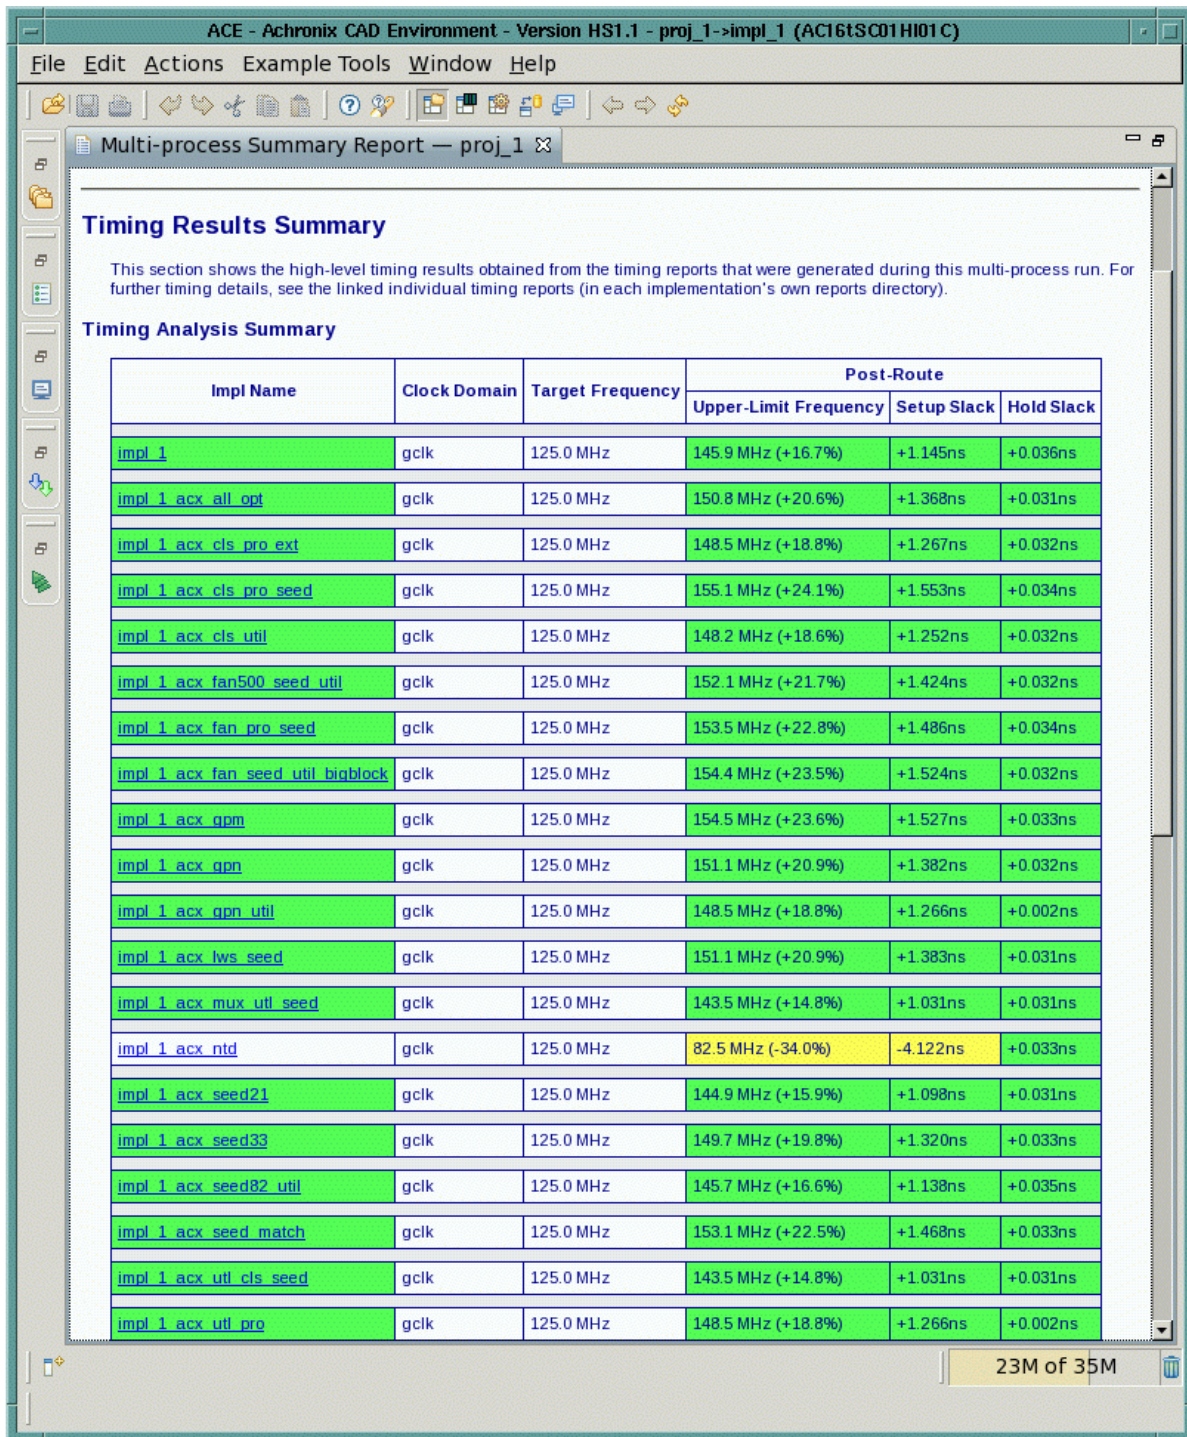 ACE - Achronix CAD Environment - Version HS1.1 - proj_1->impl_1 (AC16tSC01HI01C)
File Edit Actions Example Tools Window Help
Multi-process Summary Report — proj_1
Timing Results Summary
This section shows the high-level timing results obtained from the timing reports that were generated during this multi-process run. For
further timing details, see the linked individual timing reports (in each implementation's own reports directory).
Timing Analysis Summary
Impl Name Clock Domain Target Frequency Post-Route
Upper-Limit Frequency Setup Slack Hold Slack
impl_1 gclk 125.0 MHz 145.9 MHz (+16.7%) +1.145ns +0.036ns
impl_1_acx_all_opt gclk 125.0 MHz 150.8 MHz (+20.6%) +1.368ns +0.031ns
impl_1_acx_cls_pro_ext gclk 125.0 MHz 148.5 MHz (+18.8%) +1.267ns +0.032ns
impl_1_acx_cls_pro_seed gclk 125.0 MHz 155.1 MHz (+24.1%) +1.553ns +0.034ns
impl_1_acx_cls_util gclk 125.0 MHz 148.2 MHz (+18.6%) +1.252ns +0.032ns
impl_1_acx_fan500_seed_util gclk 125.0 MHz 152.1 MHz (+21.7%) +1.424ns +0.032ns
impl_1_acx_fan_pro_seed gclk 125.0 MHz 153.5 MHz (+22.8%) +1.486ns +0.034ns
impl_1_acx_fan_seed_util_bigblock gclk 125.0 MHz 154.4 MHz (+23.5%) +1.524ns +0.032ns
impl_1_acx_gpm gclk 125.0 MHz 154.5 MHz (+23.6%) +1.527ns +0.033ns
impl_1_acx_gpn gclk 125.0 MHz 151.1 MHz (+20.9%) +1.382ns +0.032ns
impl_1_acx_gpn_util gclk 125.0 MHz 148.5 MHz (+18.8%) +1.266ns +0.002ns
impl_1_acx_lws_seed gclk 125.0 MHz 151.1 MHz (+20.9%) +1.383ns +0.031ns
impl_1_acx_mux_utl_seed gclk 125.0 MHz 143.5 MHz (+14.8%) +1.031ns +0.031ns
impl_1_acx_ntd gclk 125.0 MHz 82.5 MHz (-34.0%) -4.122ns +0.033ns
impl_1_acx_seed21 gclk 125.0 MHz 144.9 MHz (+15.9%) +1.098ns +0.031ns
impl_1_acx_seed33 gclk 125.0 MHz 149.7 MHz (+19.8%) +1.320ns +0.033ns
impl_1_acx_seed82_util gclk 125.0 MHz 145.7 MHz (+16.6%) +1.138ns +0.035ns
impl_1_acx_seed_match gclk 125.0 MHz 153.1 MHz (+22.5%) +1.468ns +0.033ns
impl_1_acx_utl_cls_seed gclk 125.0 MHz 143.5 MHz (+14.8%) +1.031ns +0.031ns
impl_1_acx_utl_pro gclk 125.0 MHz 148.5 MHz (+18.8%) +1.266ns +0.002ns
23M of 35M